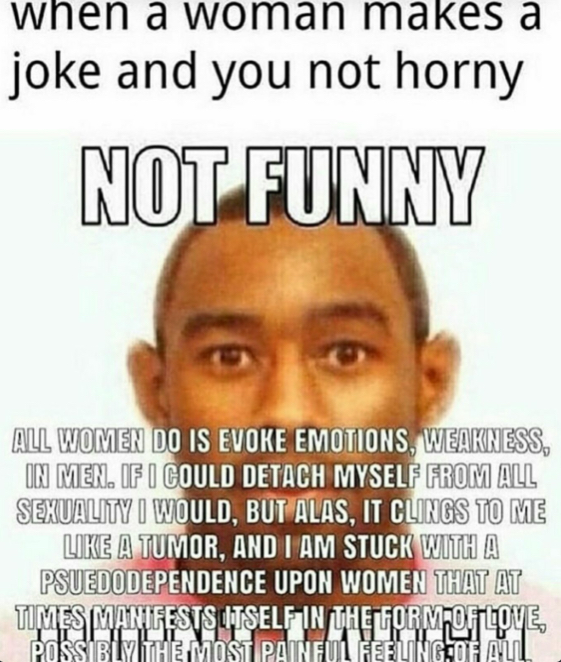 when a woman makes a
joke and you not horny
NOT FUNNY
ALL WOMEN DO IS EVOKE EMOTIONS, WEAKNESS,
IN MEN. IF I COULD DETACH MYSELF FROM ALL
SEXUALITY I WOULD, BUT ALAS, IT CLINGS TO ME
LIKE A TUMOR, AND I AM STUCK WITH A
PSUEDODEPENDENCE UPON WOMEN THAT AT
TIMES MANIFESTS ITSELF IN THE FORM OF LOVE,
POSSIBLY THE MOST PAINFUL FEELING OF ALL